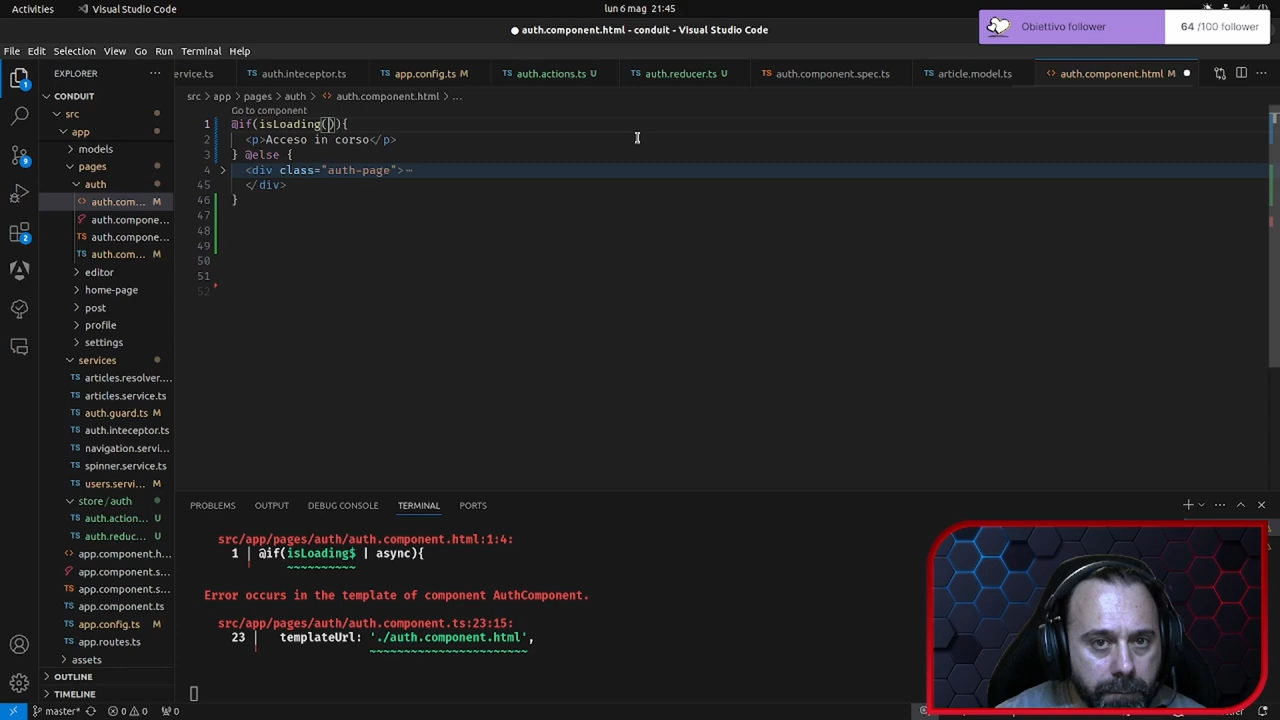 Activities
Visual Studio Code
lun 6 mag 21:45
Obiettivo follower
64 /100 follower
auth.component.html - conduit - Visual Studio Code
File Edit Selection View Go Run Terminal Help
EXPLORER
service.ts
auth.inteceptor.ts
app.config.ts M
auth.actions.ts U
auth.reducer.ts U
auth.component.spec.ts
article.model.ts
auth.component.html M
CONDUIT
src > app > pages > auth > auth.component.html > ...
src
app
models
pages
auth
auth.com... M
auth.compone...
auth.compone...
auth.com... M
editor
home-page
post
profile
settings
services
articles.resolver....
articles.service.ts
auth.guard.ts M
auth.inteceptor.ts
navigation.servi...
spinner.service.ts
users.servi... M
store / auth
auth.action... U
auth.reduc... U
app.component.h...
app.component.s...
app.component.s...
app.component.ts
app.config.ts M
app.routes.ts
assets
OUTLINE
TIMELINE
Go to component
1 @if(isLoading()){
2 <p>Acceso in corso</p>
3 } @else {
4 <div class="auth-page">⋯
45 </div>
46 }
47
48
49
50
51
52
PROBLEMS OUTPUT DEBUG CONSOLE TERMINAL PORTS
src/app/pages/auth/auth.component.html:1:4:
1 │ @if(isLoading$ | async){
~~~~~~~~~~
Error occurs in the template of component AuthComponent.
src/app/pages/auth/auth.component.ts:23:15:
23 │ templateUrl: './auth.component.html',
~~~~~~~~~~~~~~~~~~~~~~~
master* 0 0 0
1
9
2